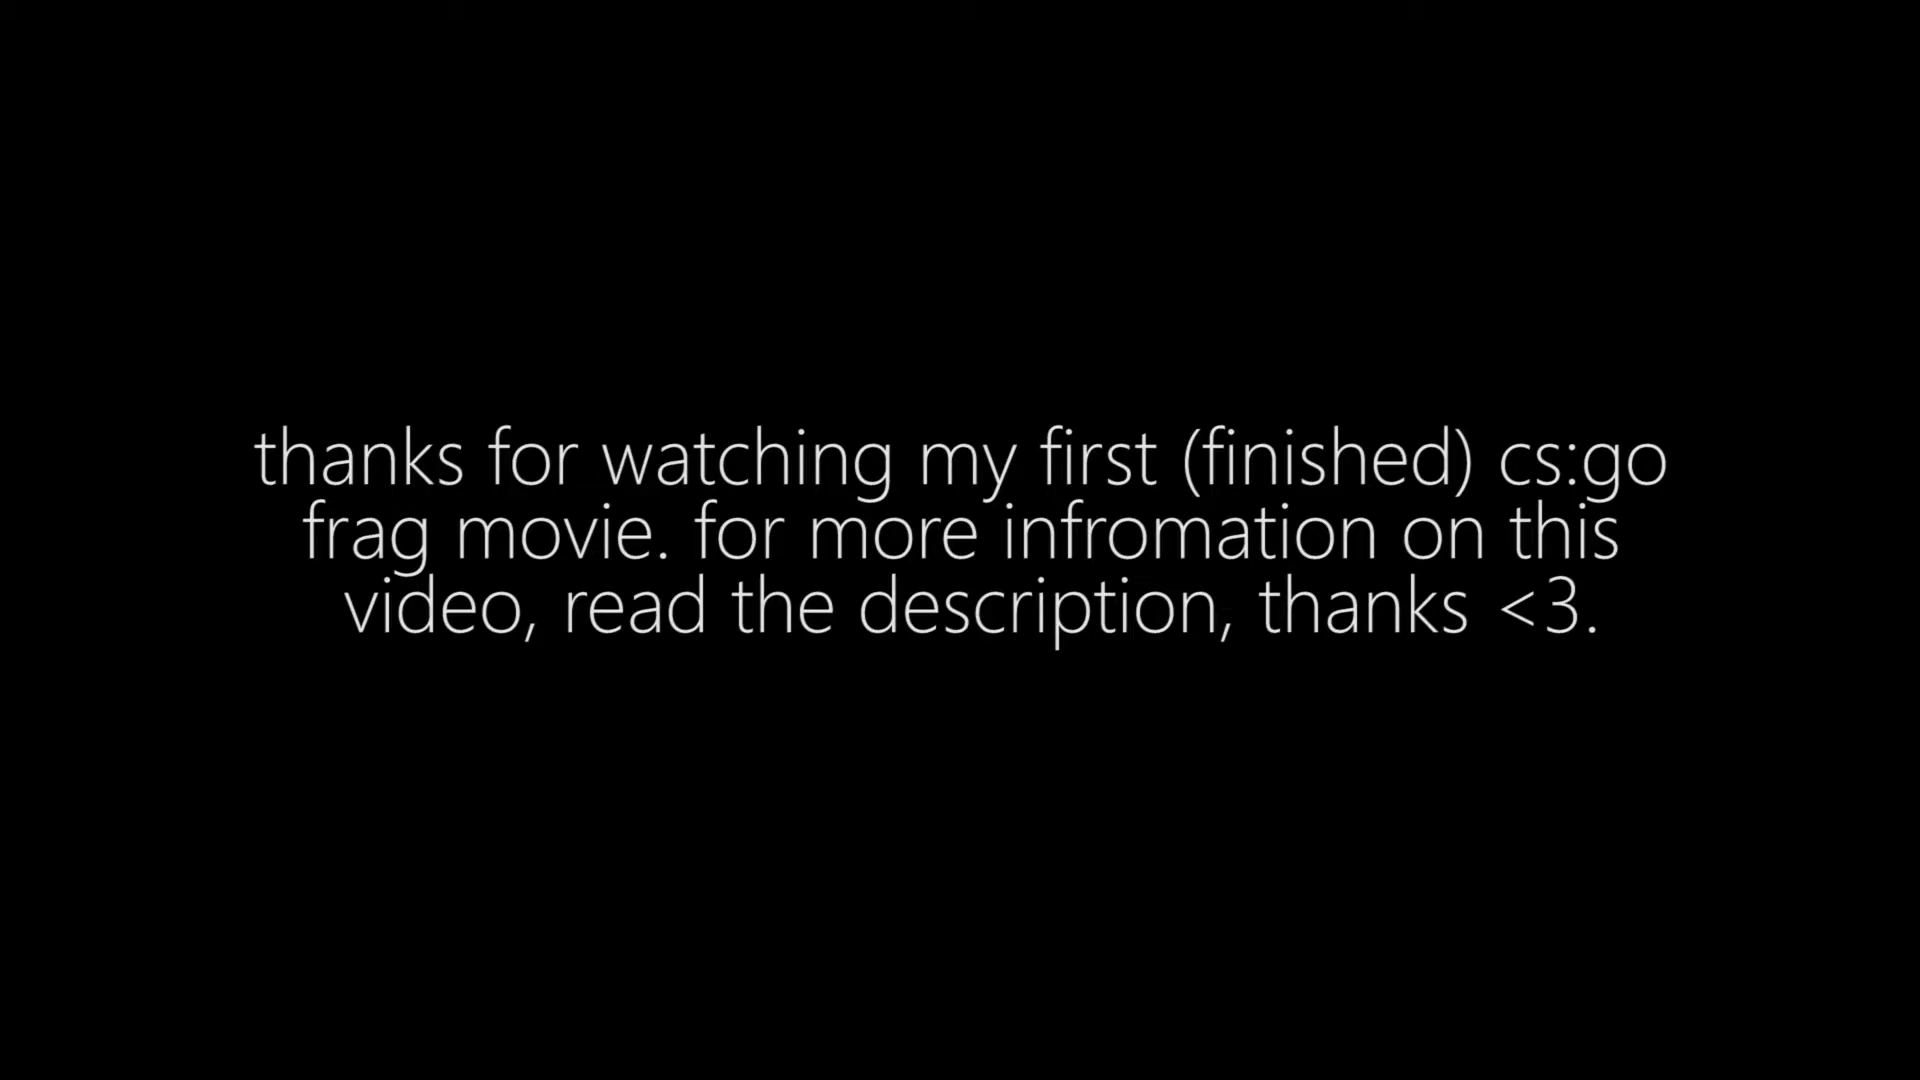 thanks for watching my first (finished) cs:go
frag movie. for more infromation on this
video, read the description, thanks <3.